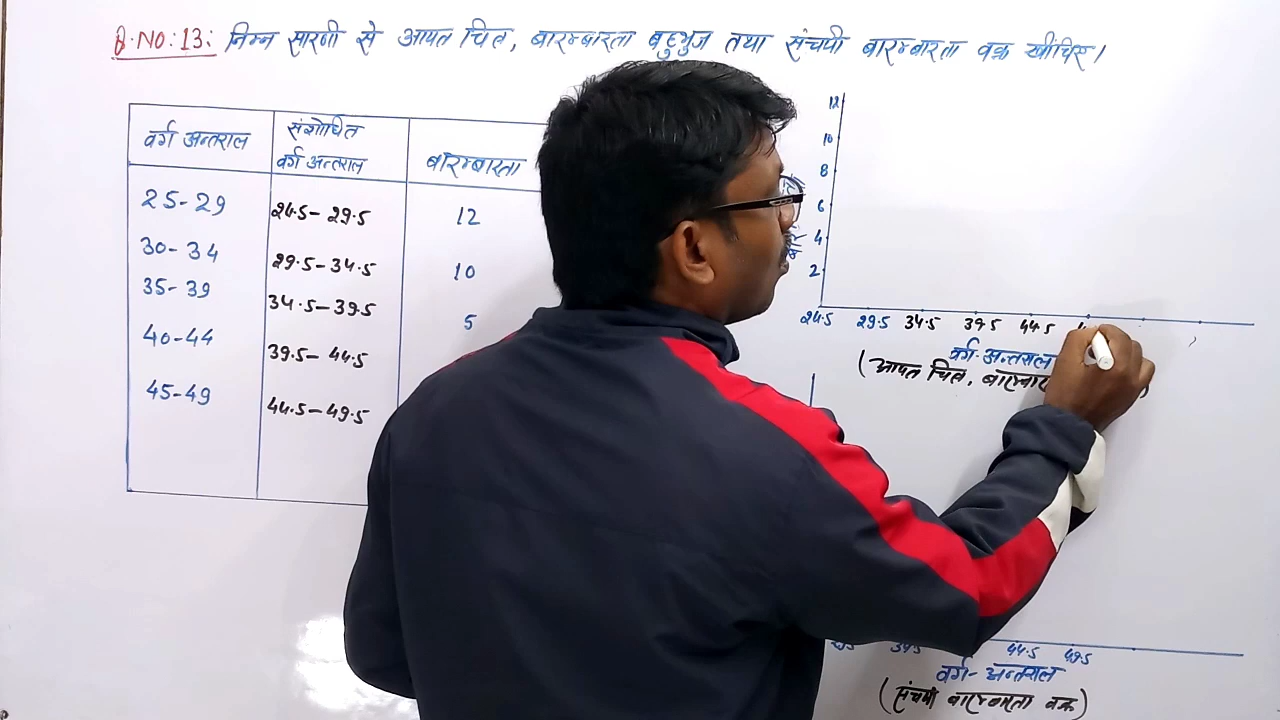 Q.NO:13: निम्न सारणी से आयत चित्र, बारम्बारता बहुभुज तथा संचयी बारम्बारता वक्र खींचिए।
वर्ग अन्तराल संशोधित वर्ग अन्तराल बारम्बारता
25-29 24.5-29.5 12
30-34 29.5-34.5 10
35-39 34.5-39.5 5
40-44 39.5-44.5
45-49 44.5-49.5
12
10
8
6
4
2
24.5 29.5 34.5 39.5 44.5
वर्ग-अन्तराल
(आयत चित्र,
34.5 44.5 49.5
वर्ग-अन्तराल
(संचयी बारम्बारता वक्र)